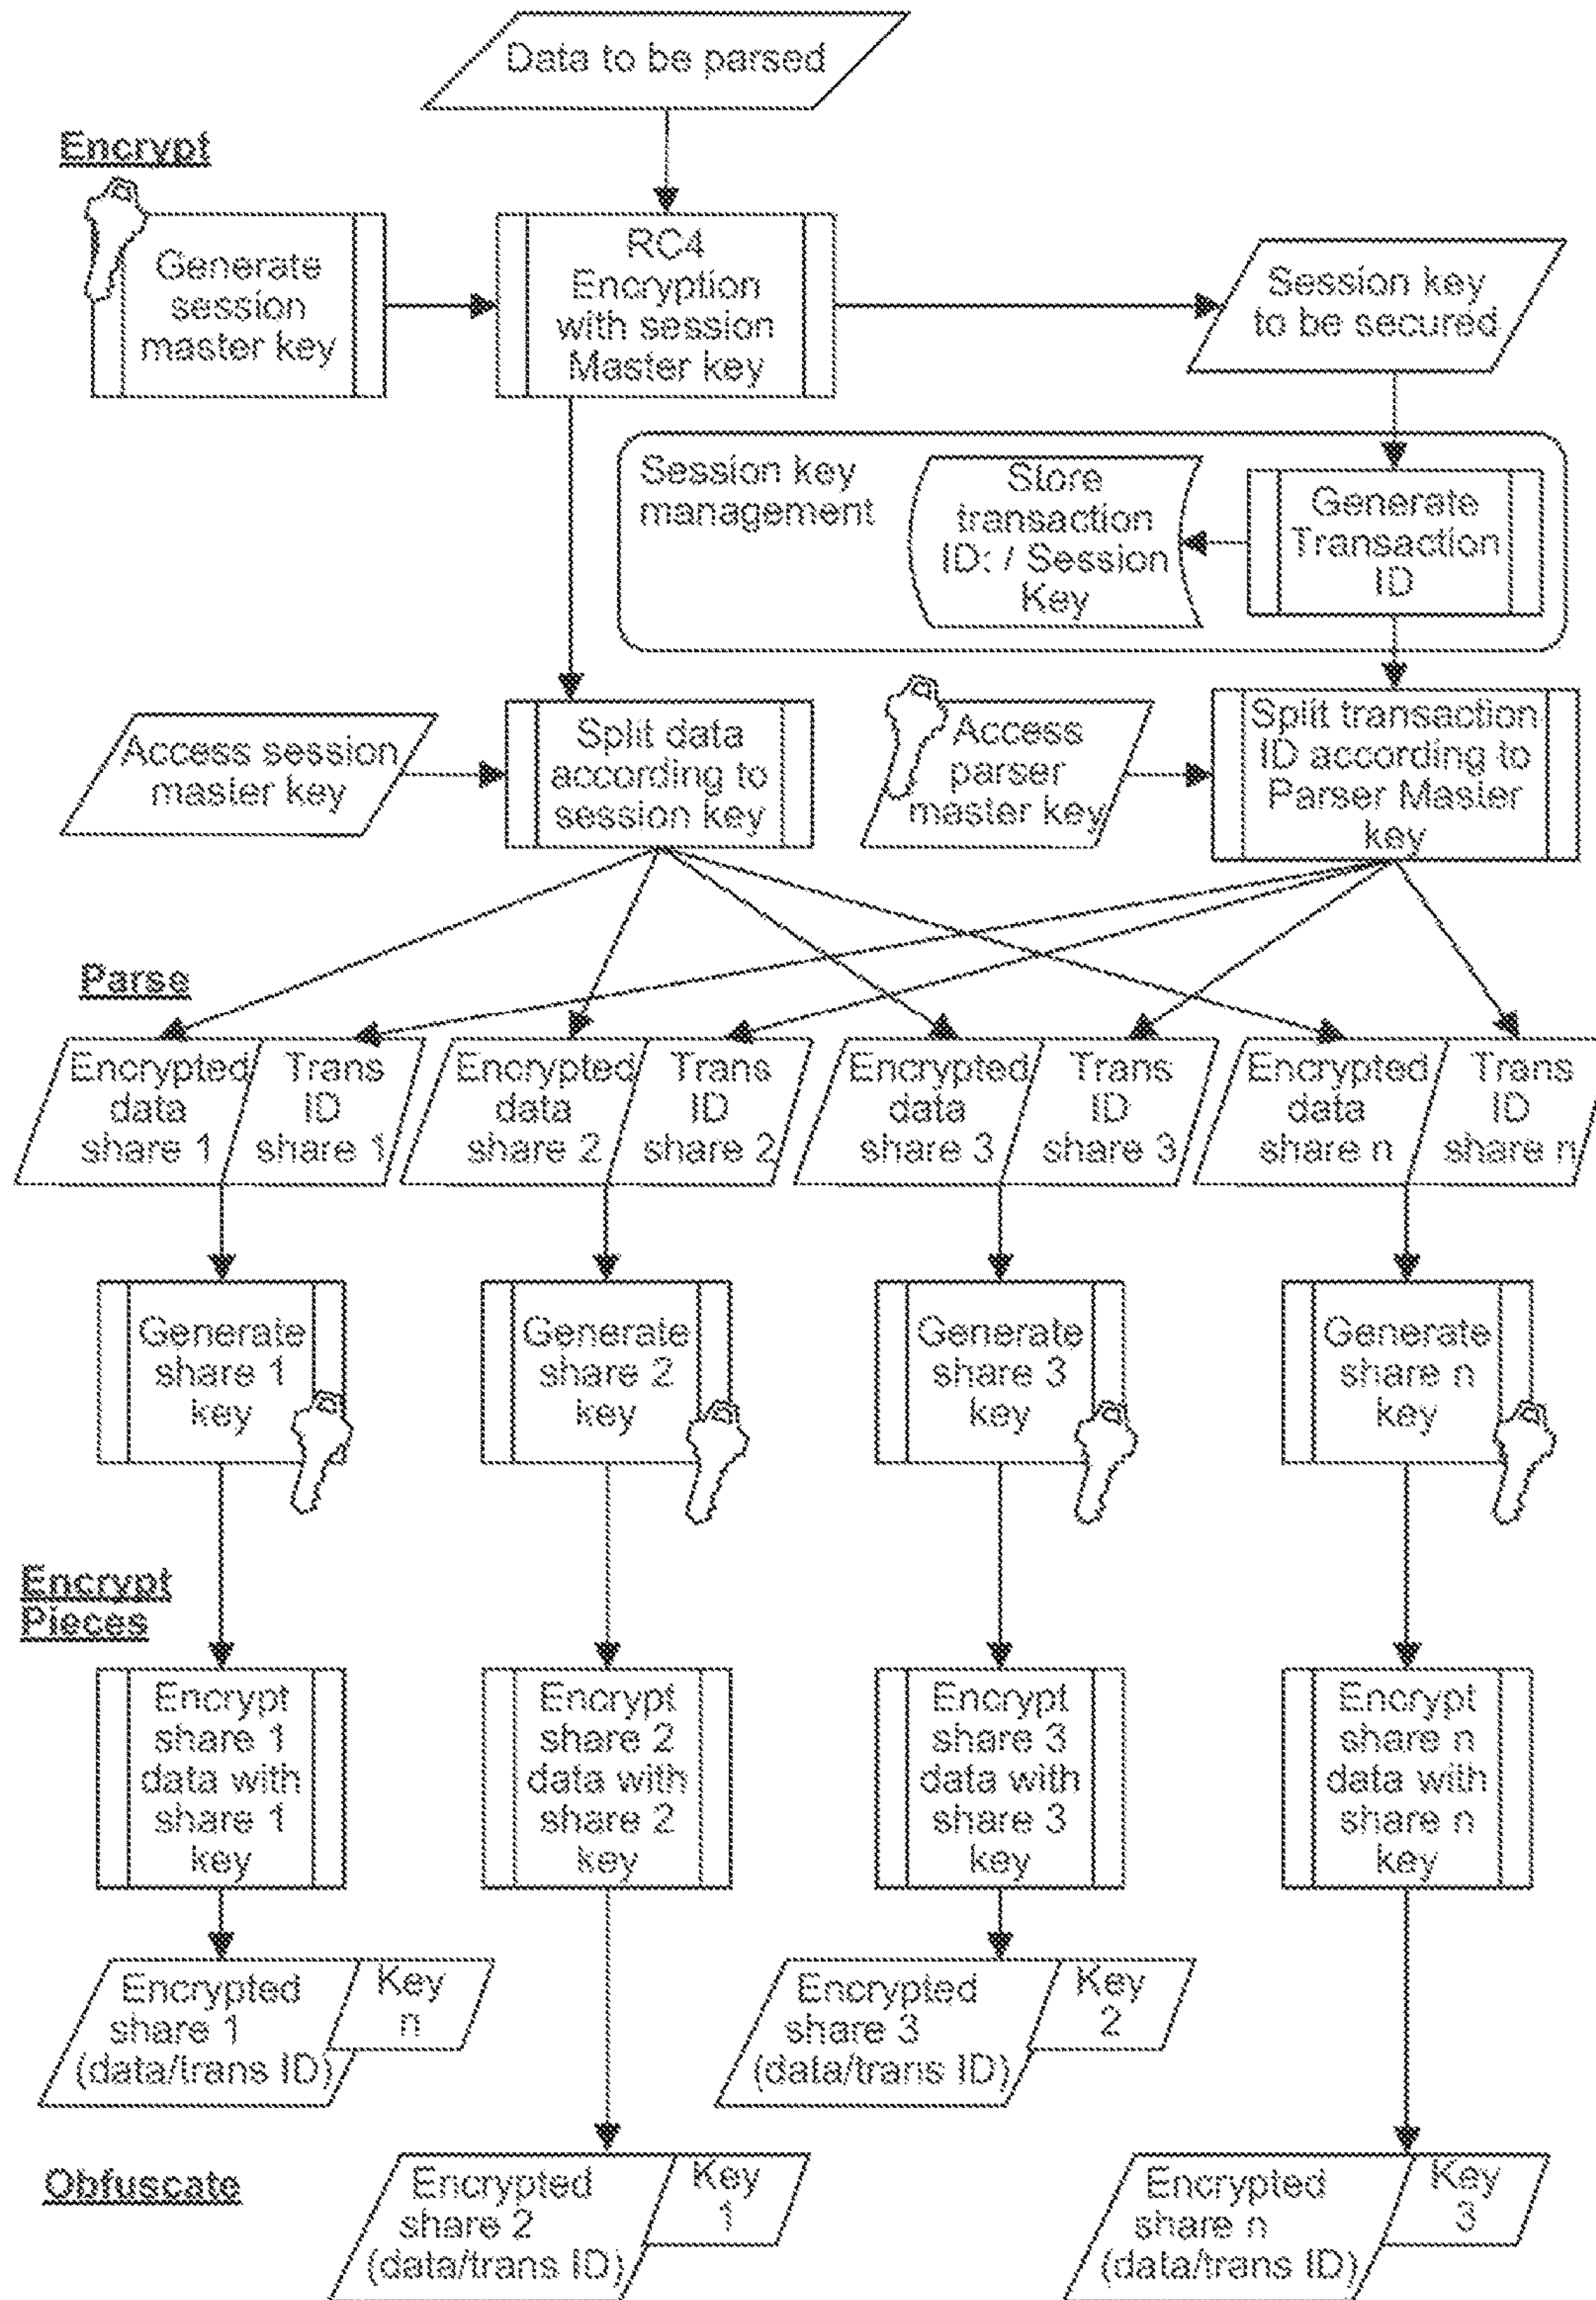 Data to be parsed
Encrypt
Generate
session
master key
RC4
Encryption
with session
Master key
Session key
to be secured
Session key
management
Store
transaction
ID: / Session
Key
Generate
Transaction
ID
Access session
master key
Split data
according to
session key
Access
parser
master key
Split transaction
ID according to
Parser Master
key
Parse
Encrypted
data
share 1
Trans
ID
share 1
Encrypted
data
share 2
Trans
ID
share 2
Encrypted
data
share 3
Trans
ID
share 3
Encrypted
data
share n
Trans
ID
share n
Generate
share 1
key
Generate
share 2
key
Generate
share 3
key
Generate
share n
key
Encrypt
Pieces
Encrypt
share 1
data with
share 1
key
Encrypt
share 2
data with
share 2
key
Encrypt
share 3
data with
share 3
key
Encrypt
share n
data with
share n
key
Encrypted
share 1
(data/trans ID)
Key
n
Encrypted
share 3
(data/trans ID)
Key
2
Obfuscate
Encrypted
share 2
(data/trans ID)
Key
1
Encrypted
share n
(data/trans ID)
Key
3